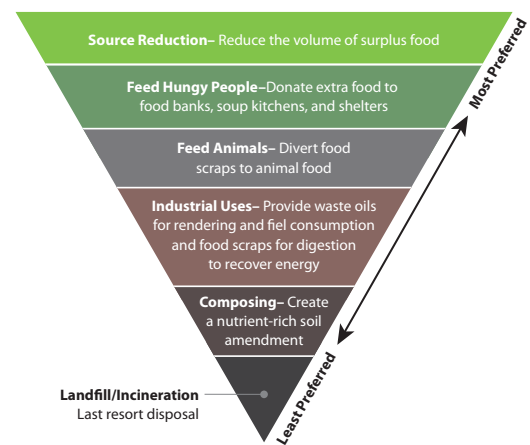 Source Reduction– Reduce the volume of surplus food
Feed Hungy People–Donate extra food to
food banks, soup kitchens, and shelters
Feed Animals– Divert food
scraps to animal food
Industrial Uses– Provide waste oils
for rendering and fiel consumption
and food scraps for digestion
to recover energy
Composing– Create
a nutrient-rich soil
amendment
Landfill/Incineration
Last resort disposal
Most Preferred
Least Preferred